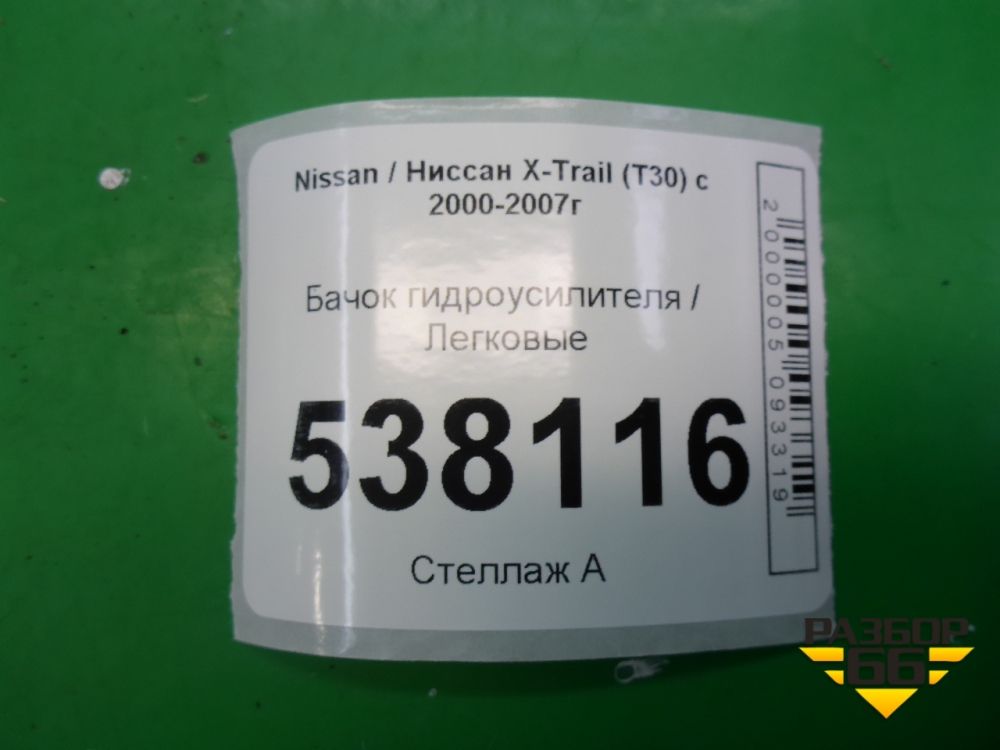 Nissan / Ниссан X-Trail (T30) с
2000-2007г
Бачок гидроусилителя /
Легковые
538116
Стеллаж А
2000005093319
РАЗБОР
66